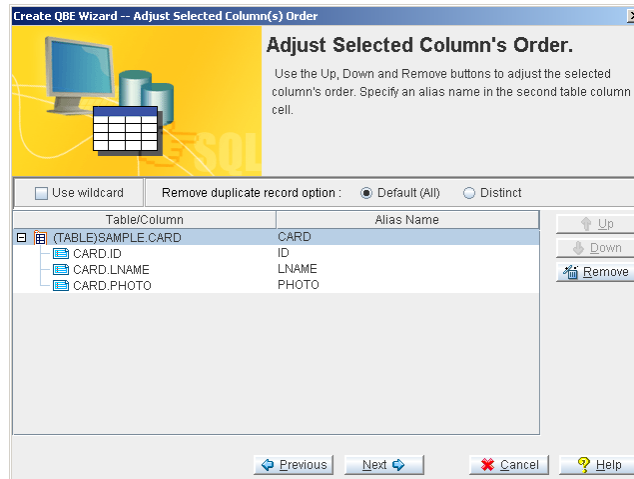 Create QBE Wizard -- Adjust Selected Column(s) Order
Adjust Selected Column's Order.
Use the Up, Down and Remove buttons to adjust the selected
column's order. Specify an alias name in the second table column
cell.
SQL
Use wildcard Remove duplicate record option : Default (All) Distinct
Table/Column Alias Name
(TABLE)SAMPLE.CARD CARD
CARD.ID ID
CARD.LNAME LNAME
CARD.PHOTO PHOTO
Up
Down
Remove
Previous Next Cancel Help